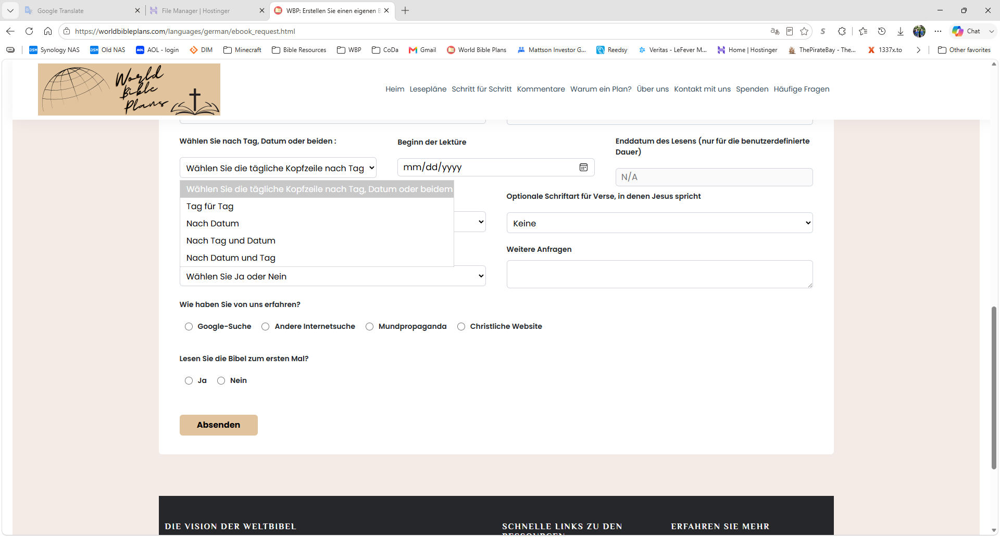 Google Translate
File Manager | Hostinger
WBP: Erstellen Sie einen eigenen B
https://worldbibleplans.com/languages/german/ebook_request.html
Chat
Synology NAS
Old NAS
AOL - login
DIM
Minecraft
Bible Resources
WBP
CoDa
Gmail
World Bible Plans
Mattson Investor G...
Reedsy
Veritas - LeFever M...
Home | Hostinger
ThePirateBay - The...
1337x.to
Other favorites
World
Bible
Plans
Heim Lesepläne Schritt für Schritt Kommentare Warum ein Plan? Über uns Kontakt mit uns Spenden Häufige Fragen
Wählen Sie nach Tag, Datum oder beiden :
Beginn der Lektüre
Enddatum des Lesens (nur für die benutzerdefinierte
Dauer)
Wählen Sie die tägliche Kopfzeile nach Tag
mm/dd/yyyy
N/A
Wählen Sie die tägliche Kopfzeile nach Tag, Datum oder beidem
Tag für Tag
Nach Datum
Nach Tag und Datum
Nach Datum und Tag
Optionale Schriftart für Verse, in denen Jesus spricht
Keine
Weitere Anfragen
Wählen Sie Ja oder Nein
Wie haben Sie von uns erfahren?
Google-Suche Andere Internetsuche Mundpropaganda Christliche Website
Lesen Sie die Bibel zum ersten Mal?
Ja Nein
Absenden
DIE VISION DER WELTBIBEL
SCHNELLE LINKS ZU DEN
RESSOURCEN
ERFAHREN SIE MEHR